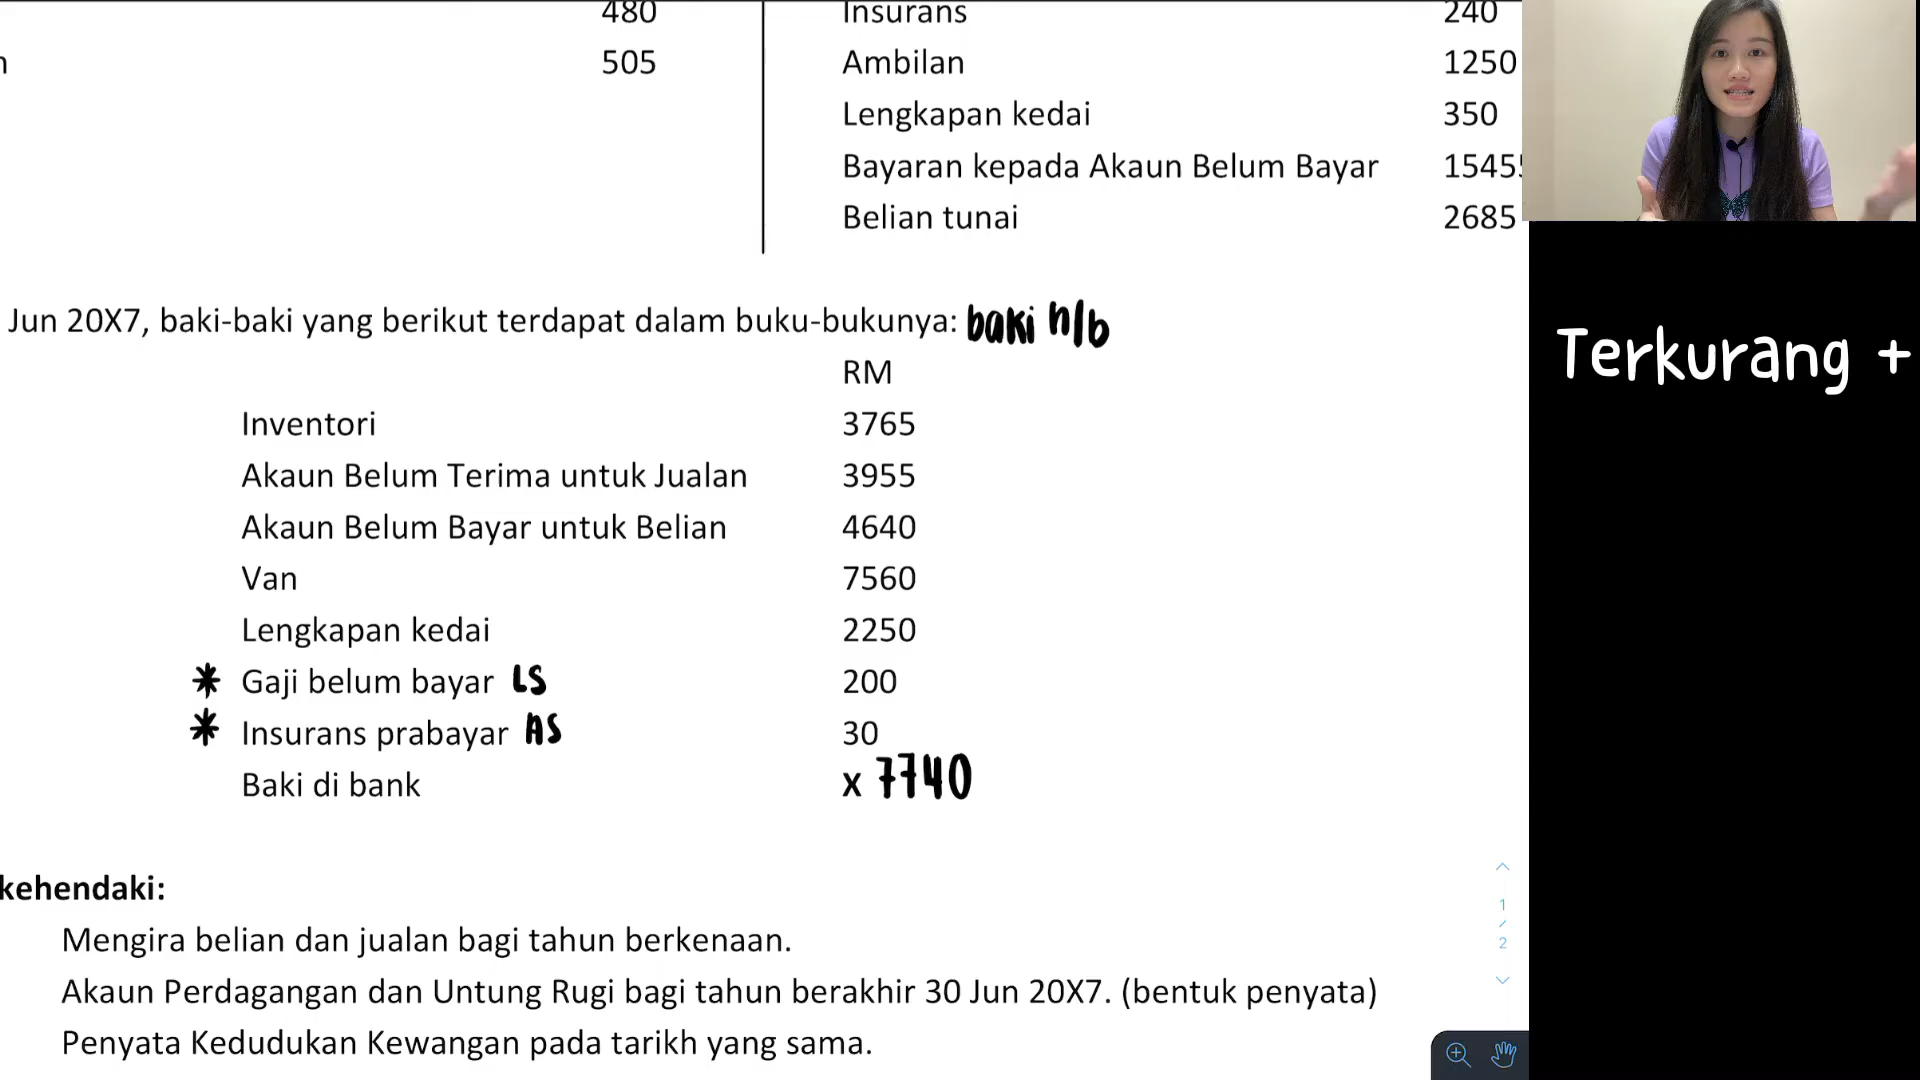 480 Insurans 240
505 Ambilan 1250
Lengkapan kedai 350
Bayaran kepada Akaun Belum Bayar 1545
Belian tunai 2685
Jun 20X7, baki-baki yang berikut terdapat dalam buku-bukunya: baki h/b
RM
Inventori 3765
Akaun Belum Terima untuk Jualan 3955
Akaun Belum Bayar untuk Belian 4640
Van 7560
Lengkapan kedai 2250
* Gaji belum bayar LS 200
* Insurans prabayar AS 30
Baki di bank x 7740
kehendaki:
Mengira belian dan jualan bagi tahun berkenaan.
Akaun Perdagangan dan Untung Rugi bagi tahun berakhir 30 Jun 20X7. (bentuk penyata)
Penyata Kedudukan Kewangan pada tarikh yang sama.
Terkurang +
1
/
2